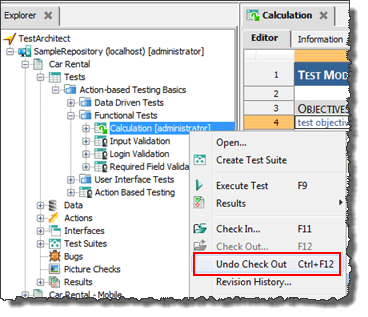 Explorer
TestArchitect
SampleRepository (localhost) [administrator]
Car Rental
Tests
Action-based Testing Basics
Data Driven Tests
Functional Tests
Calculation [administrator]
Input Validation
Login Validation
Required Field Valida
User Interface Tests
Action Based Testing
Data
Actions
Interfaces
Test Suites
Bugs
Picture Checks
Results
Car Rental - Mobile
Calculation
Editor Information
1 TEST MOD
2
3 OBJECTIVES
4 test objectiv
Open...
Create Test Suite
Execute Test F9
Results
Check In... F11
Check Out... F12
Undo Check Out Ctrl+F12
Revision History...